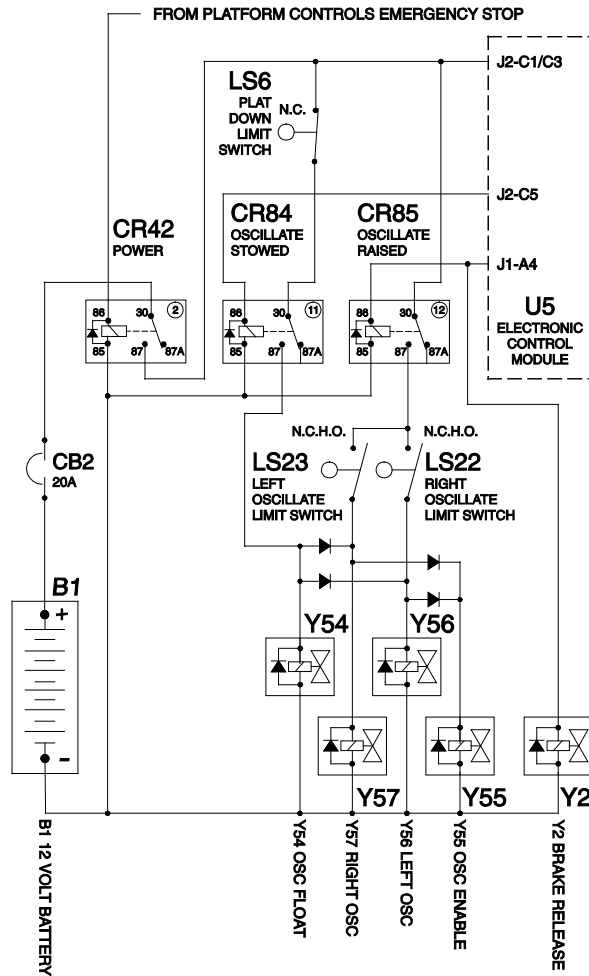 FROM PLATFORM CONTROLS EMERGENCY STOP
J2-C1/C3
LS6
PLAT
DOWN
LIMIT
SWITCH
N.C.
J2-C5
CR42
POWER
CR84
OSCILLATE
STOWED
CR85
OSCILLATE
RAISED
J1-A4
U5
ELECTRONIC
CONTROL
MODULE
86 30 2
85 87 87A
86 30 11
85 87 87A
86 30 12
85 87 87A
N.C.H.O.
N.C.H.O.
CB2
20A
LS23
LEFT
OSCILLATE
LIMIT SWITCH
LS22
RIGHT
OSCILLATE
LIMIT SWITCH
B1
+
-
Y54
Y56
Y57
Y55
Y2
B1 12 VOLT BATTERY
Y54 OSC FLOAT
Y57 RIGHT OSC
Y56 LEFT OSC
Y55 OSC ENABLE
Y2 BRAKE RELEASE